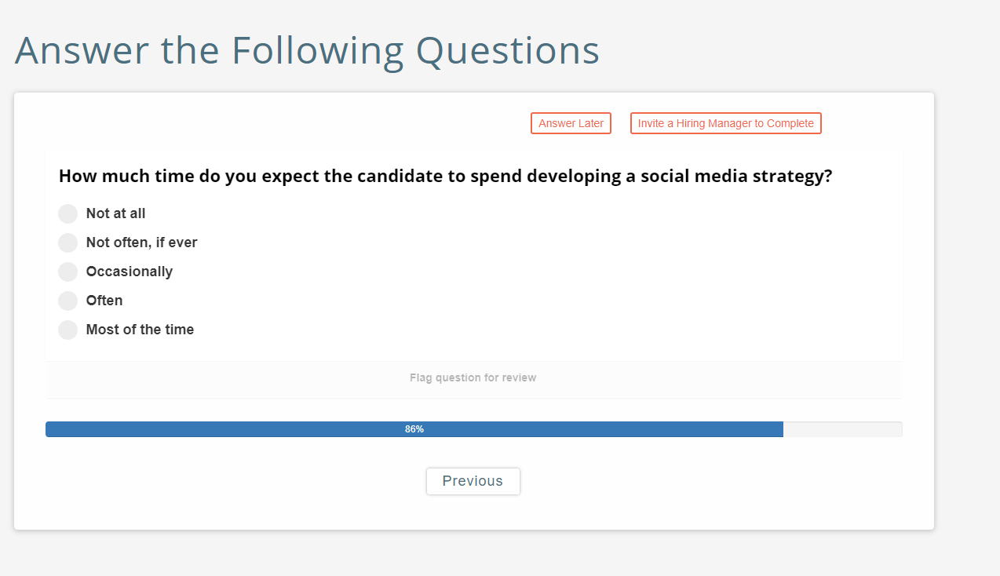 Answer the Following Questions
Answer Later
Invite a Hiring Manager to Complete
How much time do you expect the candidate to spend developing a social media strategy?
Not at all
Not often, if ever
Occasionally
Often
Most of the time
Flag question for review
86%
Previous